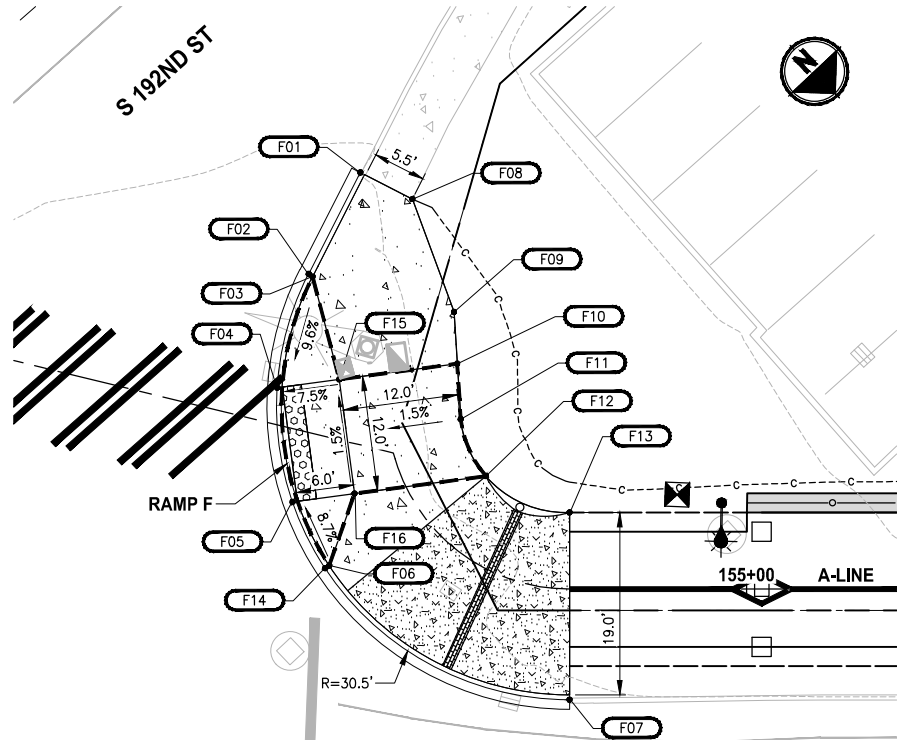 S 192ND ST
N
F01
5.5'
F08
F02
F09
F03
F04
9.6%
F15
F10
7.5%
12.0'
F11
1.5%
12.0'
1.5%
F12
F13
6.0'
C
C
C
C
C
C
RAMP F
8.7%
F05
F16
F06
F14
155+00
A-LINE
19.0'
R=30.5'
F07